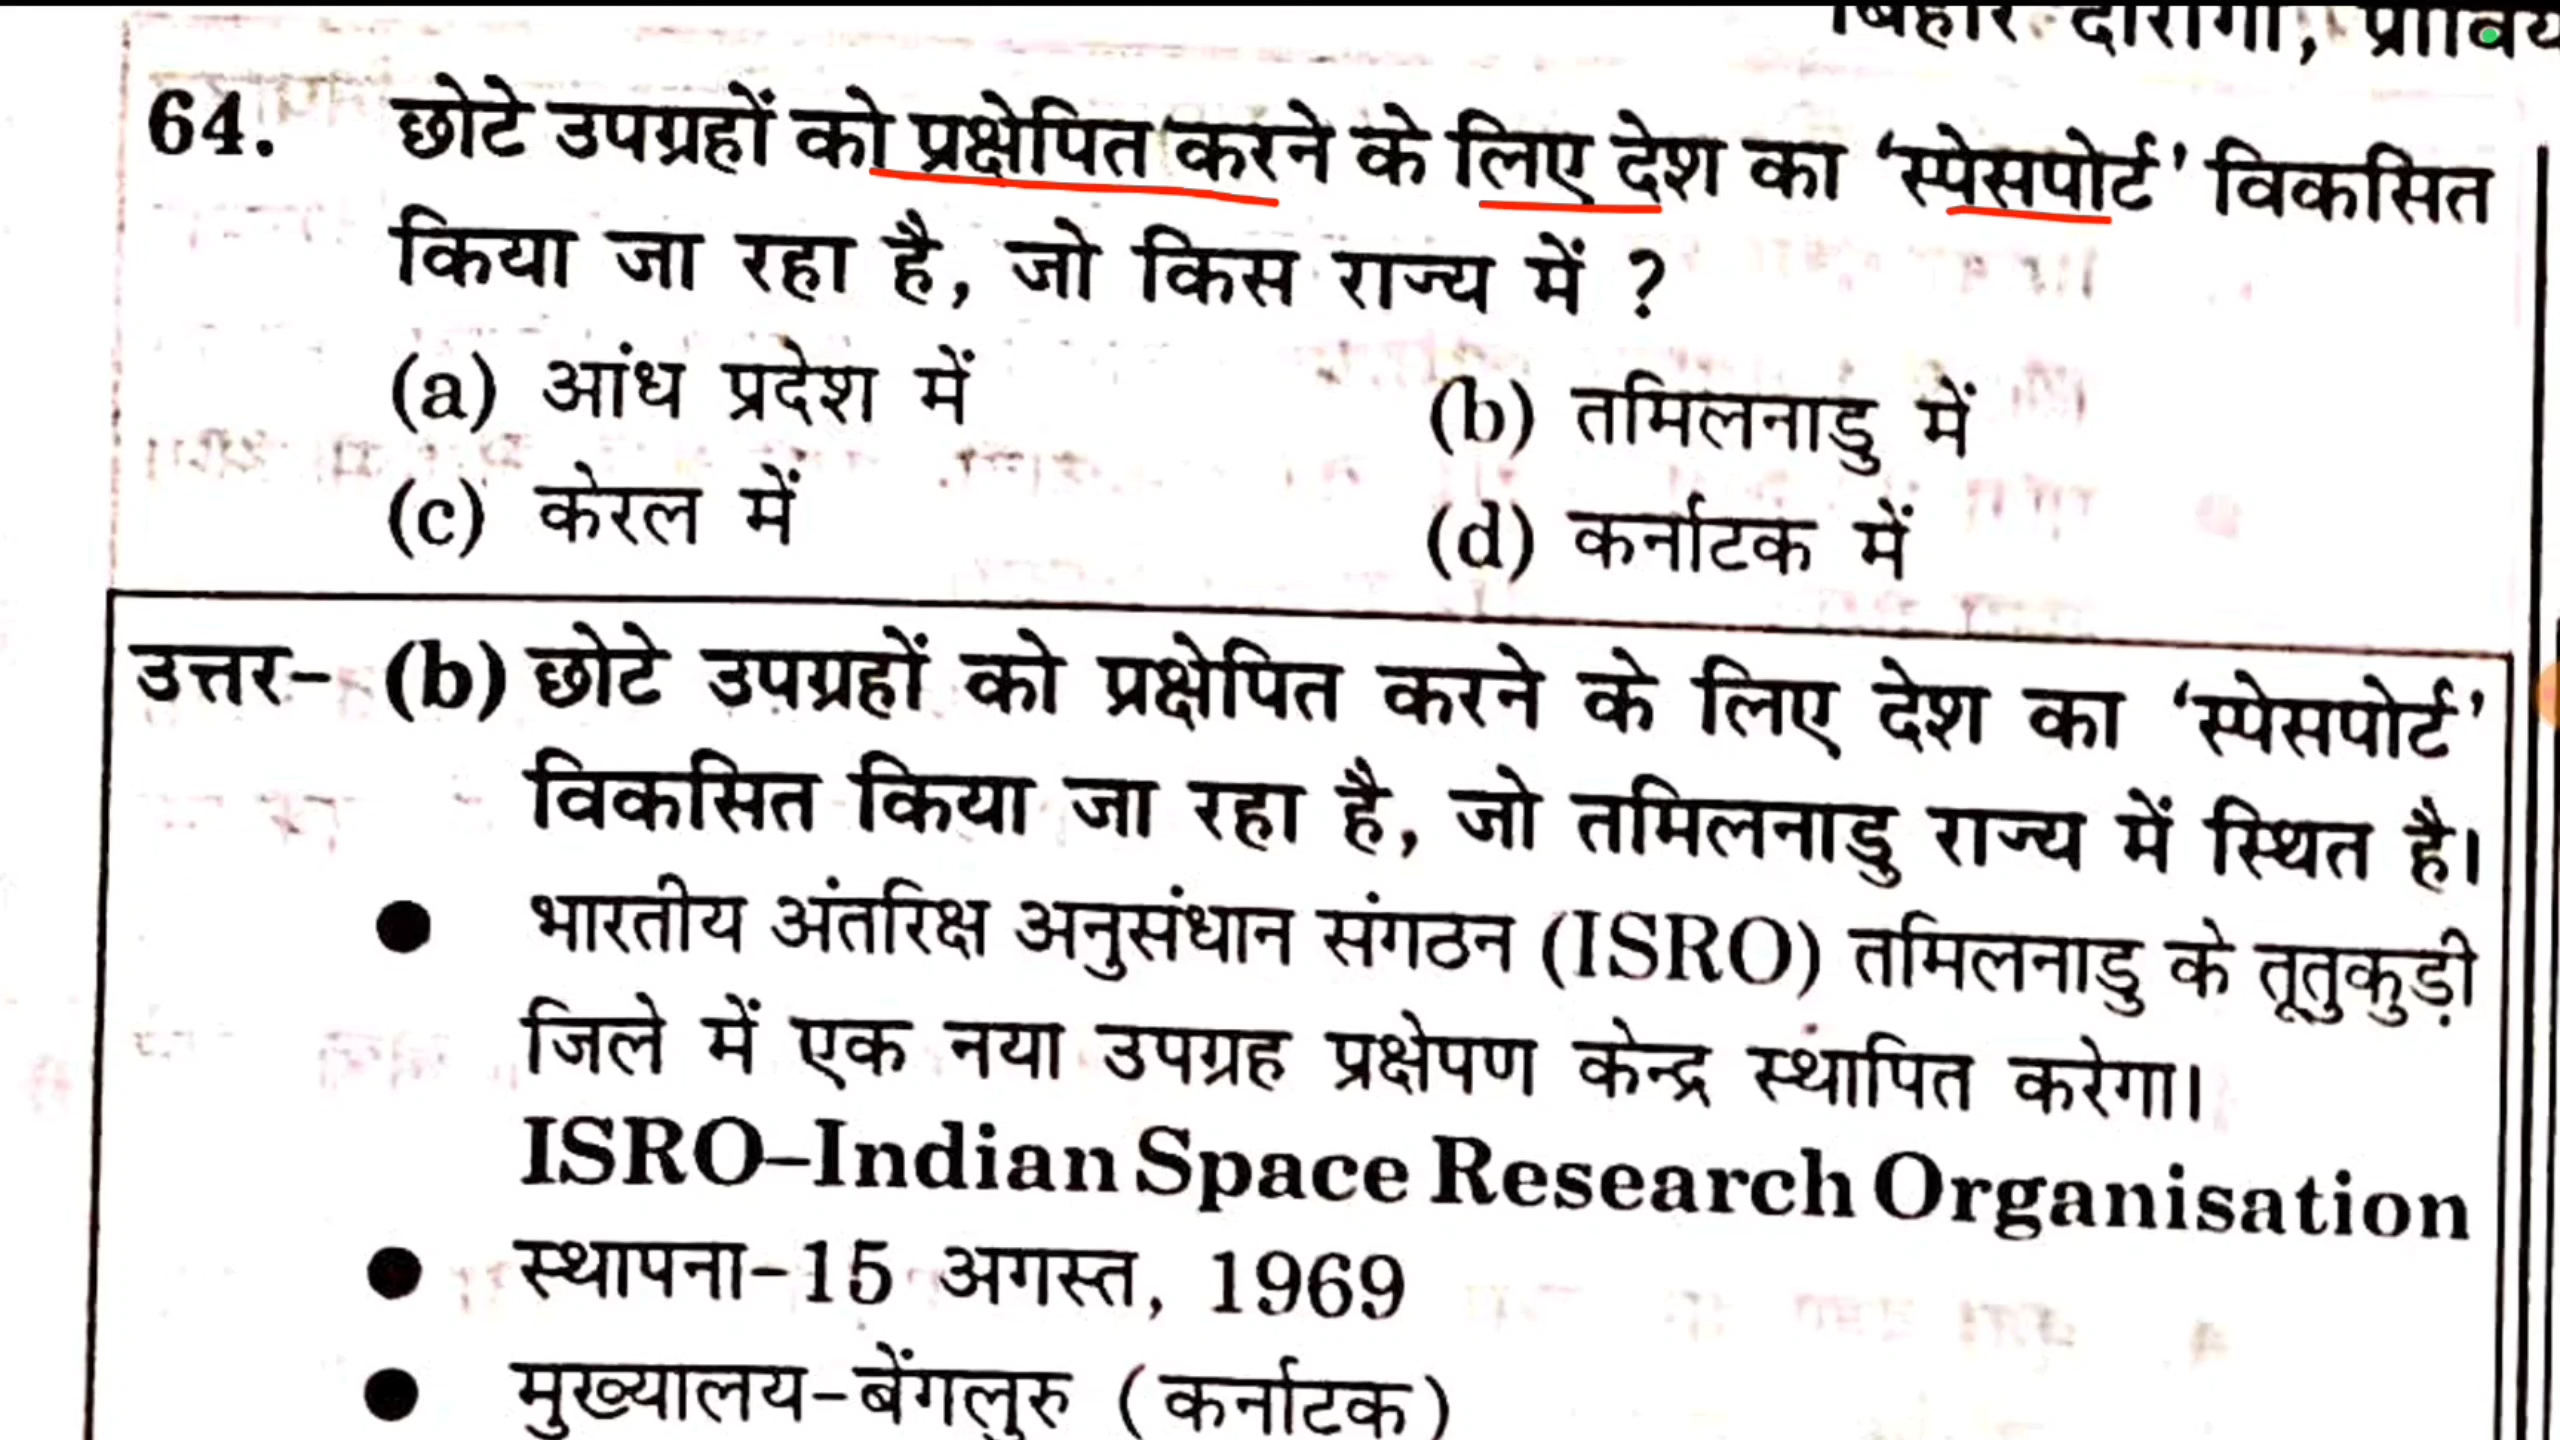 बिहार दारोगा,
64. छोटे उपग्रहों को प्रक्षेपित करने के लिए देश का ‘स्पेसपोर्ट’ विकसित
किया जा रहा है, जो किस राज्य में ?
(a) आंध प्रदेश में (b) तमिलनाडु में
(c) केरल में (d) कर्नाटक में
उत्तर– (b) छोटे उपग्रहों को प्रक्षेपित करने के लिए देश का ‘स्पेसपोर्ट’
विकसित किया जा रहा है, जो तमिलनाडु राज्य में स्थित है।
● भारतीय अंतरिक्ष अनुसंधान संगठन (ISRO) तमिलनाडु के तूतुकुड़ी
जिले में एक नया उपग्रह प्रक्षेपण केन्द्र स्थापित करेगा।
ISRO–Indian Space Research Organisation
● स्थापना–15 अगस्त, 1969
● मुख्यालय–बेंगलुरु (कर्नाटक)